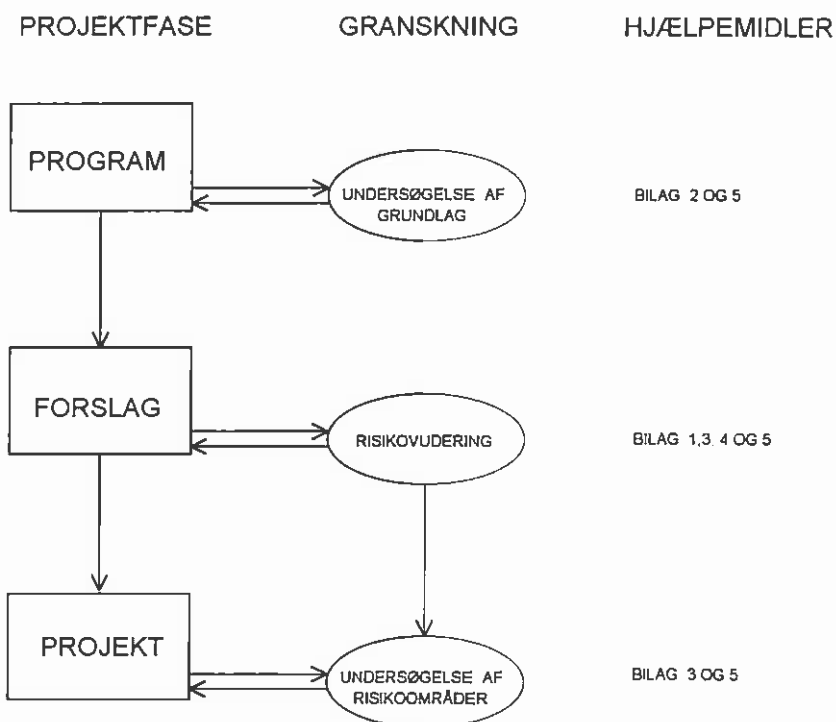 PROJEKTFASE GRANSKNING HJÆLPEMIDLER
PROGRAM
UNDERSØGELSE AF
GRUNDLAG
BILAG 2 OG 5
FORSLAG
RISIKOVUDERING
BILAG 1,3 4 OG 5
PROJEKT
UNDERSØGELSE AF
RISIKOOMRÅDER
BILAG 3 OG 5